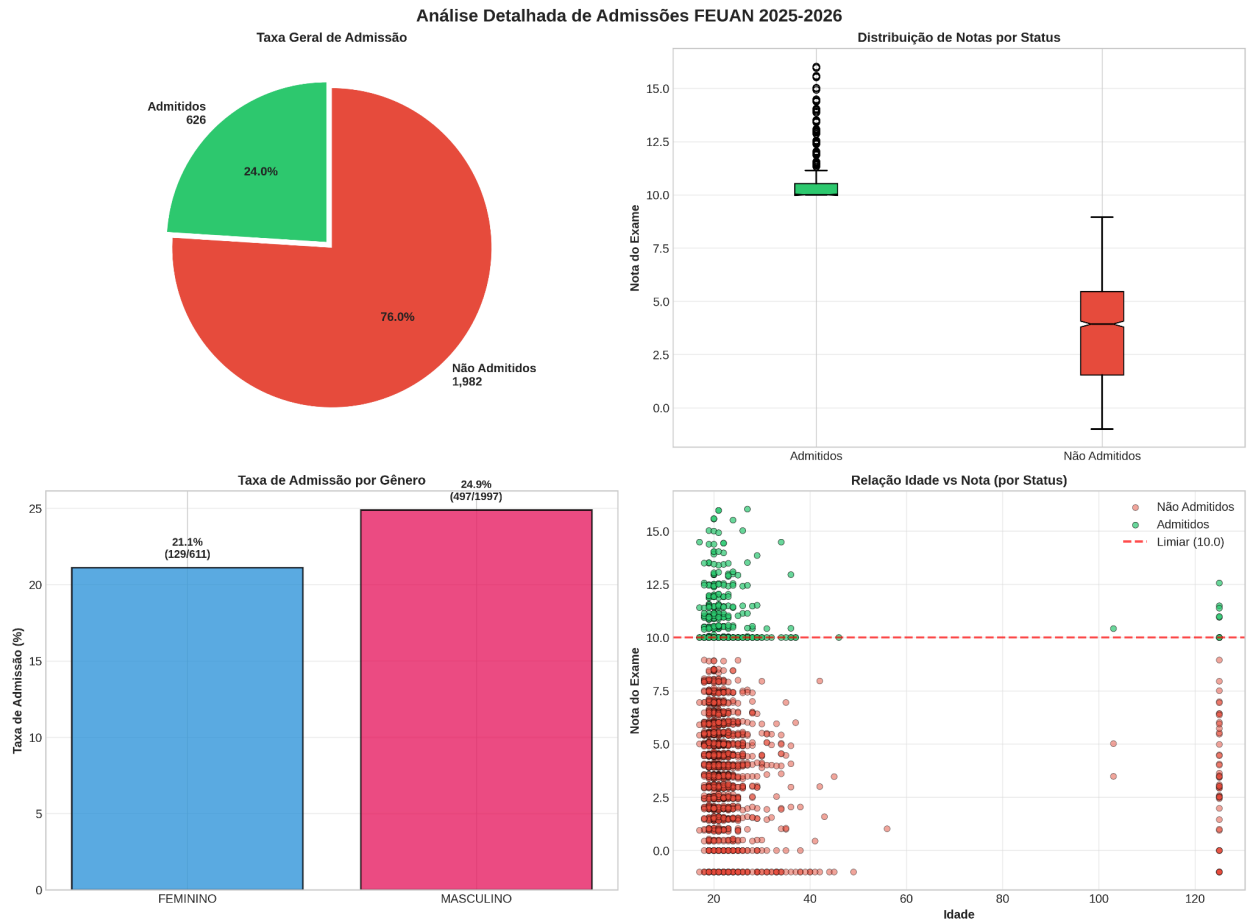 Análise Detalhada de Admissões FEUAN 2025-2026
Taxa Geral de Admissão
Admitidos
626
24.0%
76.0%
Não Admitidos
1,982
Distribuição de Notas por Status
Nota do Exame
15.0
12.5
10.0
7.5
5.0
2.5
0.0
Admitidos
Não Admitidos
Taxa de Admissão por Gênero
Taxa de Admissão (%)
25
20
15
10
5
0
21.1%
(129/611)
24.9%
(497/1997)
FEMININO
MASCULINO
Relação Idade vs Nota (por Status)
Nota do Exame
15.0
12.5
10.0
7.5
5.0
2.5
0.0
Não Admitidos
Admitidos
Limiar (10.0)
20
40
60
80
100
120
Idade